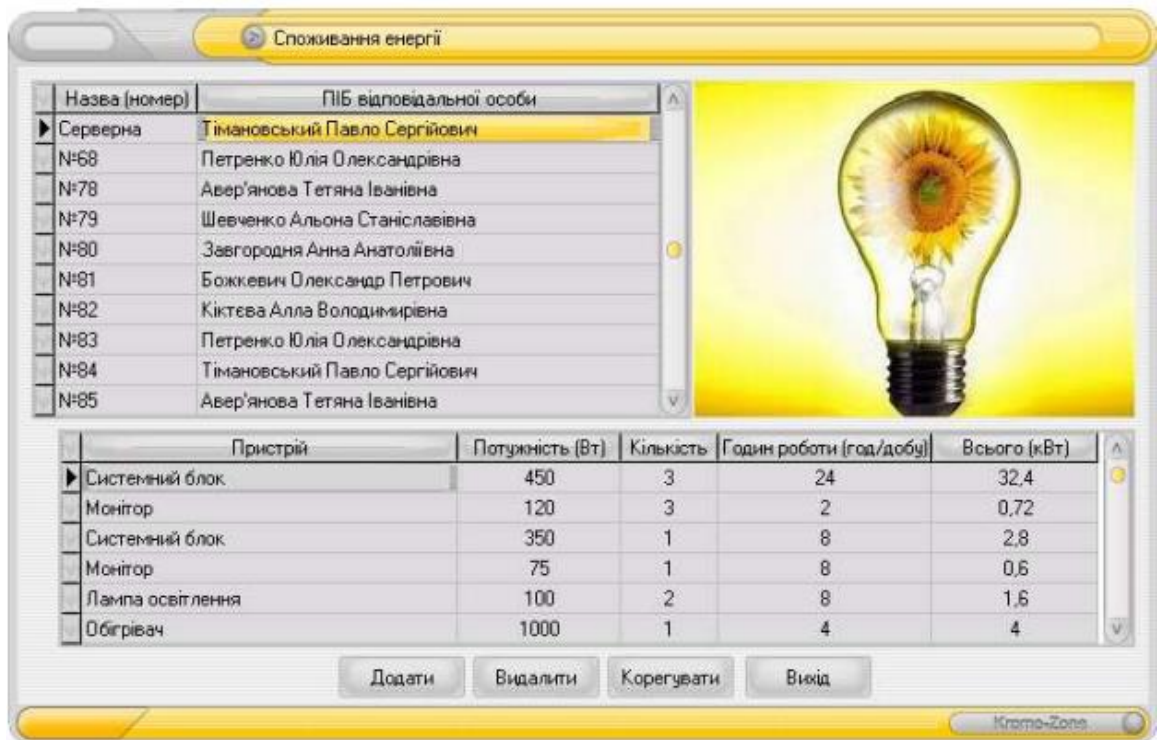 Споживання енергії
Назва (номер) ПІБ відповідальної особи
Серверна Тімановський Павло Сергійович
№68 Петренко Юлія Олександрівна
№78 Авер'янова Тетяна Іванівна
№79 Шевченко Альона Станіславівна
№80 Завгородня Анна Анатоліївна
№81 Божкевич Олександр Петрович
№82 Кіктєва Алла Володимирівна
№83 Петренко Юлія Олександрівна
№84 Тімановський Павло Сергійович
№85 Авер'янова Тетяна Іванівна
Пристрій Потужність (Вт) Кількість Годин роботи (год/добу) Всього (кВт)
Системний блок 450 3 24 32,4
Монітор 120 3 2 0,72
Системний блок 350 1 8 2,8
Монітор 75 1 8 0,6
Лампа освітлення 100 2 8 1,6
Обігрівач 1000 1 4 4
Додати Видалити Корегувати Вихід
Kromo-Zone